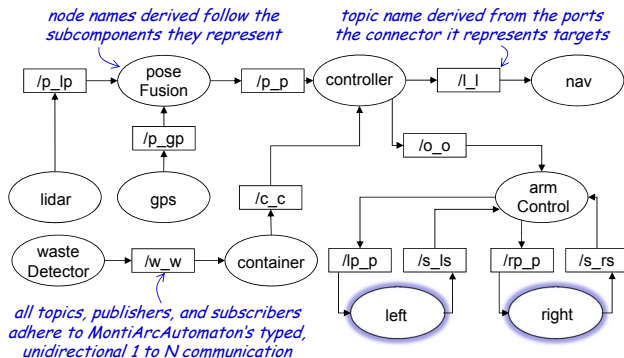 node names derived follow the
subcomponents they represent
topic name derived from the ports
the connector it represents targets
/p_lp
pose
Fusion
/p_p
controller
/l_l
nav
/p_gp
/o_o
lidar
gps
/c_c
arm
Control
waste
Detector
/w_w
container
/lp_p
/s_ls
/rp_p
/s_rs
left
right
all topics, publishers, and subscribers
adhere to MontiArcAutomaton's typed,
unidirectional 1 to N communication